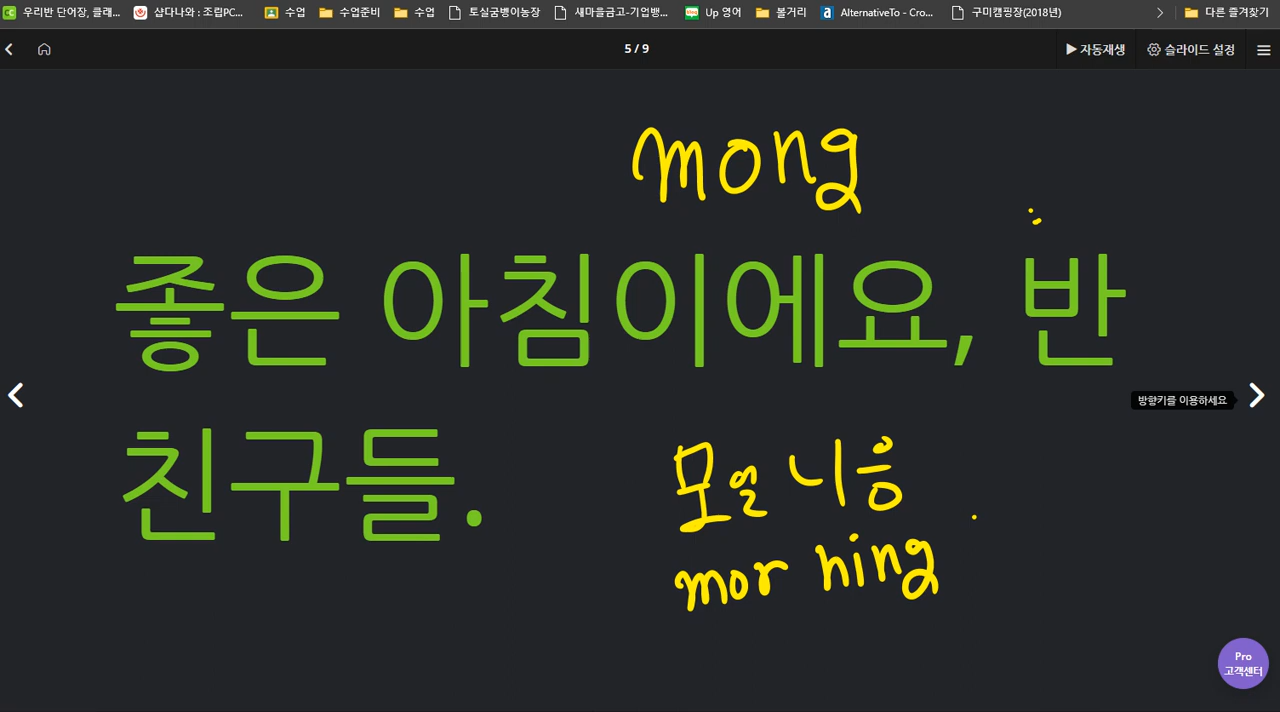 우리반 단어장, 클래... 샵다나와 : 조립PC... 수업 수업준비 수업 토실굼벵이농장 새마을금고-기업뱅... Up 영어 볼거리 AlternativeTo - Cro... 구미캠핑장(2018년) 다른 즐겨찾기
5 / 9 자동재생 슬라이드 설정
mong
좋은 아침이에요, 반
방향키를 이용하세요
친구들.
모얼 니응
mor ning
Pro
고객센터